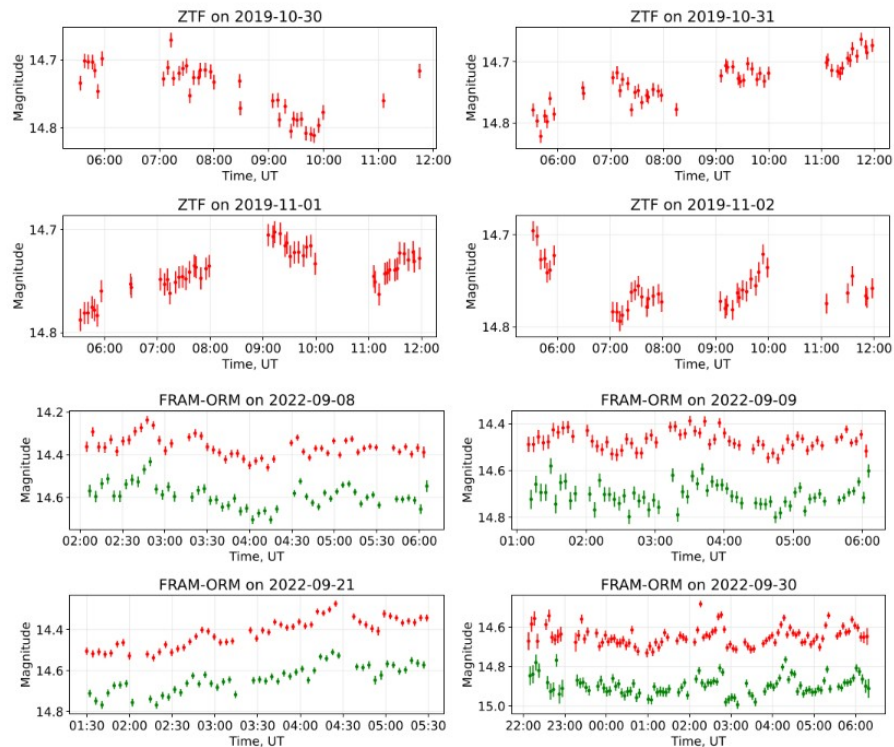 ZTF on 2019-10-30
Magnitude
14.7
14.8
06:00 07:00 08:00 09:00 10:00 11:00 12:00
Time, UT
ZTF on 2019-10-31
Magnitude
14.7
14.8
06:00 07:00 08:00 09:00 10:00 11:00 12:00
Time, UT
ZTF on 2019-11-01
Magnitude
14.7
14.8
06:00 07:00 08:00 09:00 10:00 11:00 12:00
Time, UT
ZTF on 2019-11-02
Magnitude
14.7
14.8
06:00 07:00 08:00 09:00 10:00 11:00 12:00
Time, UT
FRAM-ORM on 2022-09-08
Magnitude
14.2
14.4
14.6
02:00 02:30 03:00 03:30 04:00 04:30 05:00 05:30 06:00
Time, UT
FRAM-ORM on 2022-09-09
Magnitude
14.4
14.6
14.8
01:00 02:00 03:00 04:00 05:00 06:00
Time, UT
FRAM-ORM on 2022-09-21
Magnitude
14.4
14.6
14.8
01:30 02:00 02:30 03:00 03:30 04:00 04:30 05:00 05:30
Time, UT
FRAM-ORM on 2022-09-30
Magnitude
14.6
14.8
15.0
22:00 23:00 00:00 01:00 02:00 03:00 04:00 05:00 06:00
Time, UT